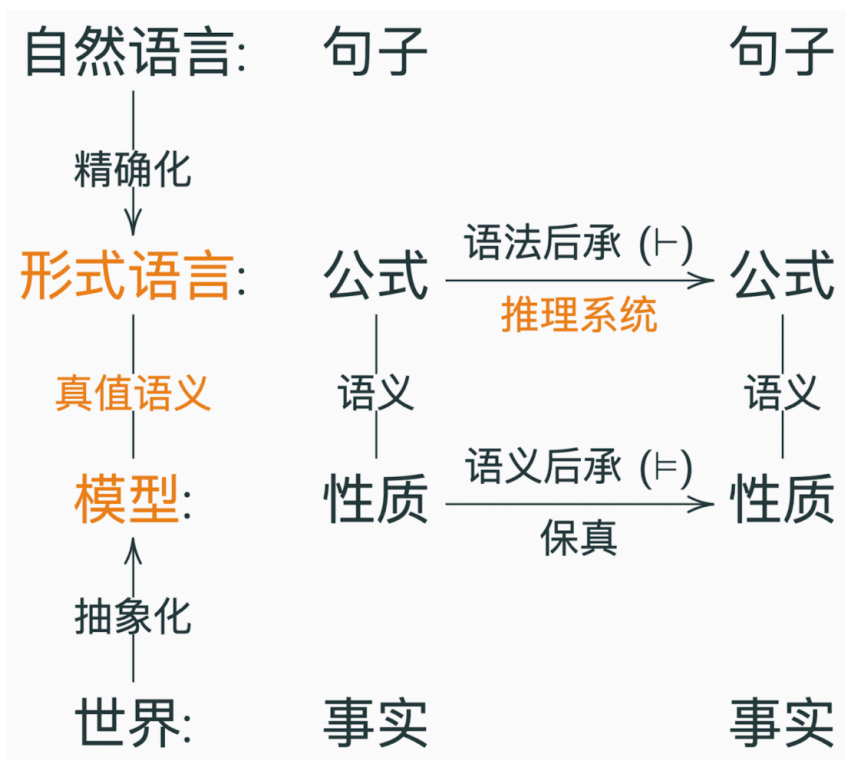 自然语言: 句子 句子
精确化
语法后承 (⊢)
形式语言: 公式 公式
推理系统
真值语义 语义 语义
语义后承 (⊨)
模型: 性质 性质
保真
抽象化
世界: 事实 事实